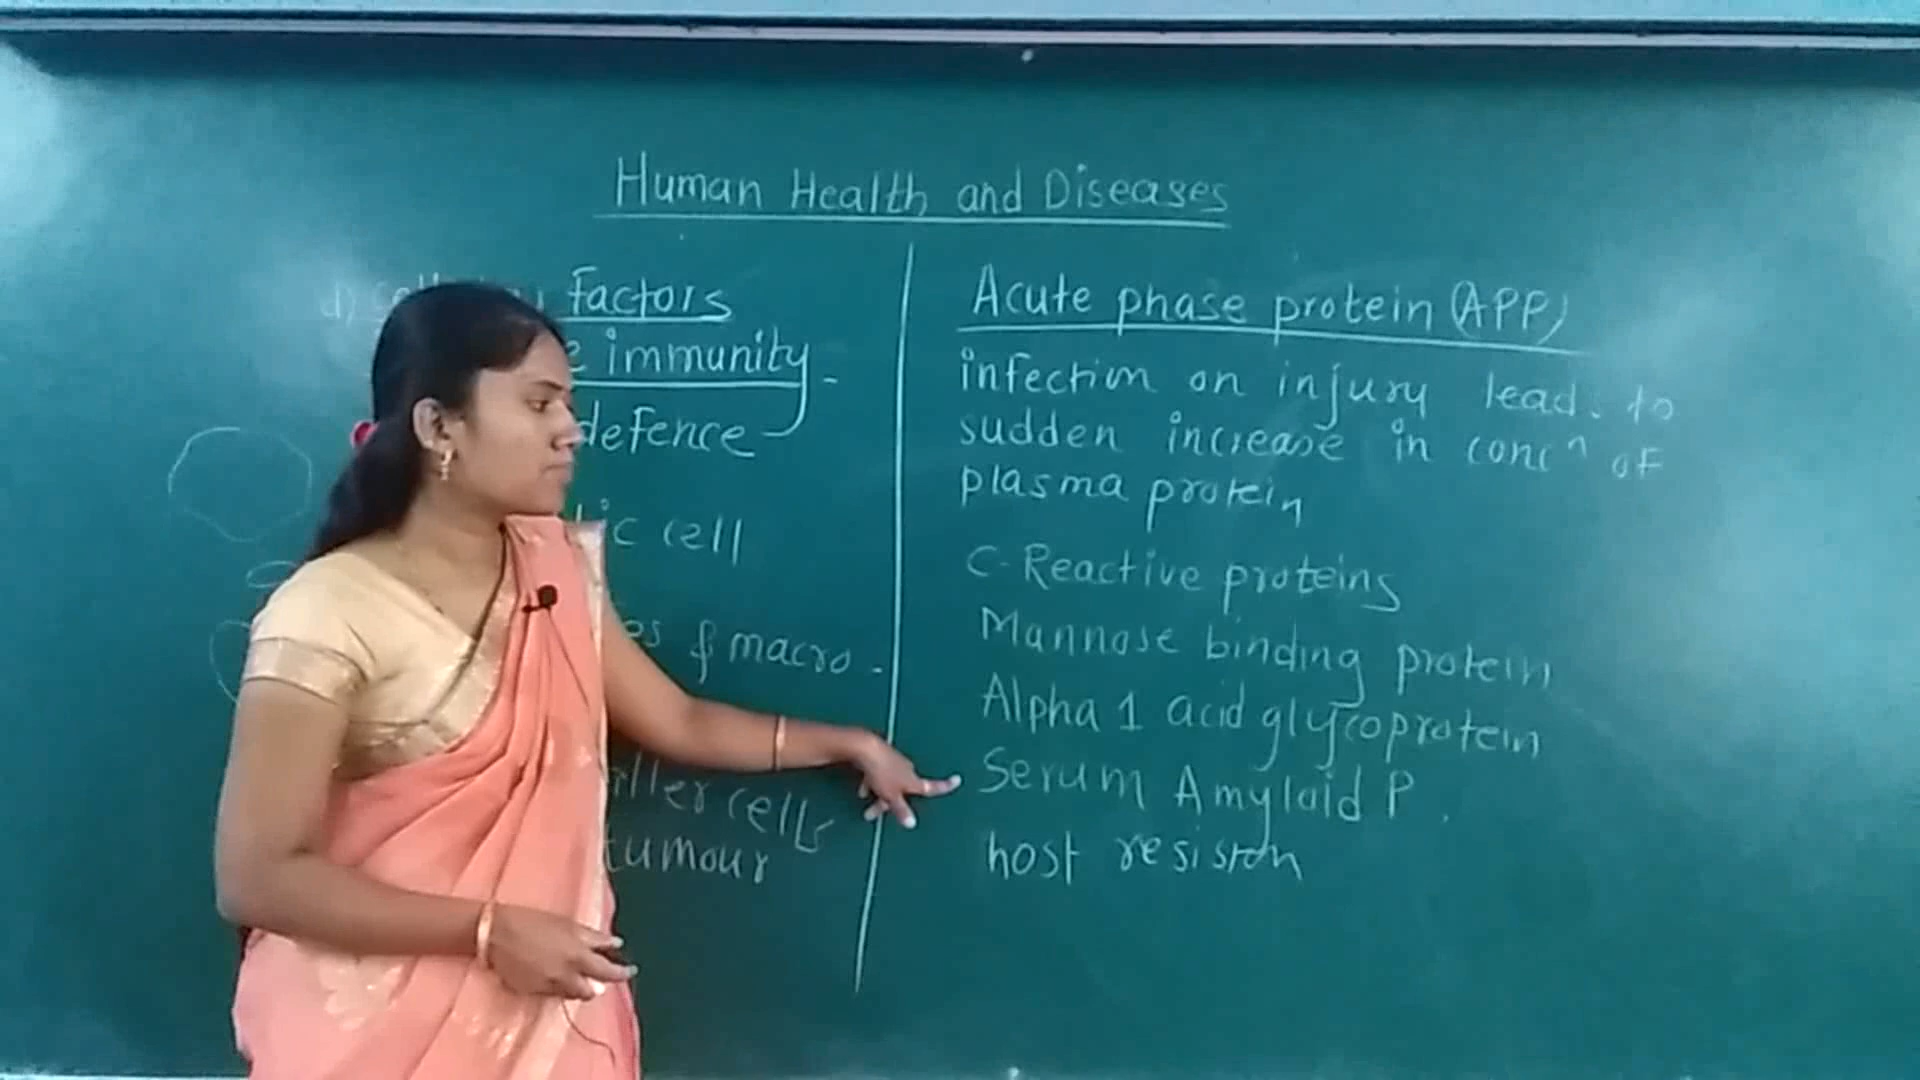 Human Health and Diseases
d) factors
immunity -
defence
cell
& macro -
cells
tumour
Acute phase protein (APP)
infection on injury lead. to
sudden increase in concⁿ of
plasma protein
C-Reactive proteins
Mannose binding protein
Alpha 1 acid glycoprotein
Serum Amyloid P.
host resiston